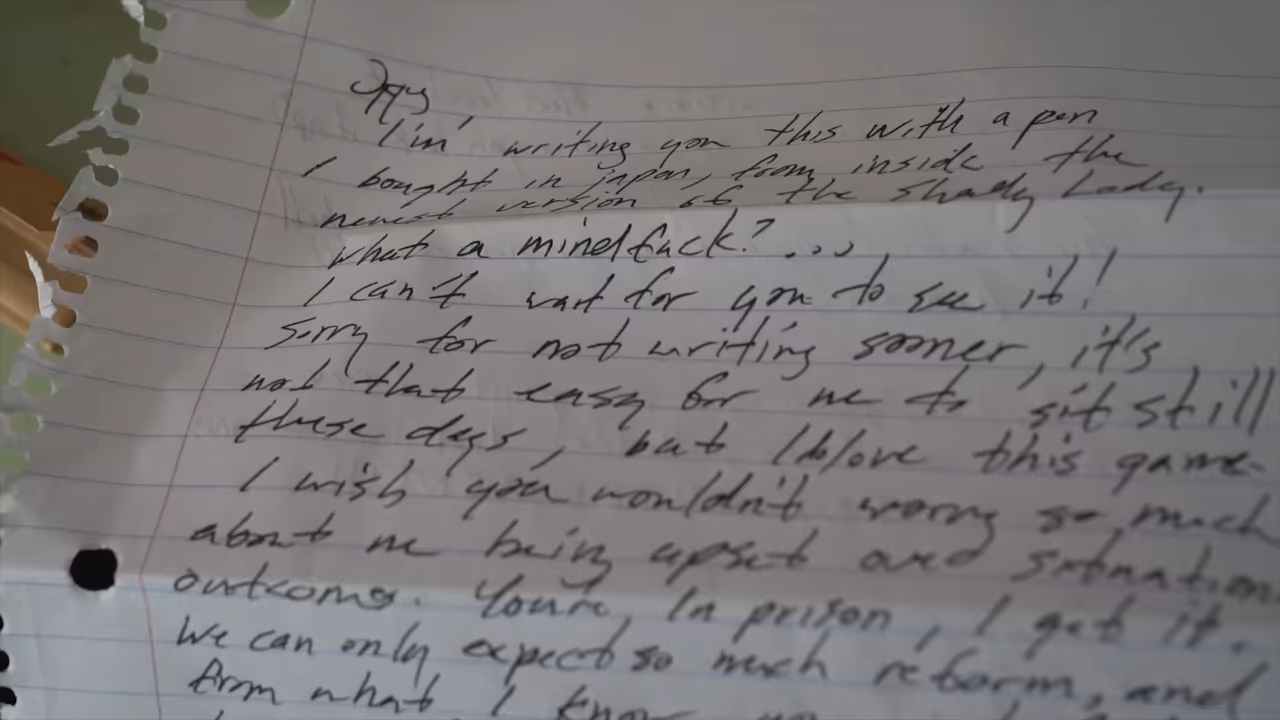 Iggy,
I'm writing you this with a pen
I bought in japan, from inside the
newest version of the Shady Lady.
what a mindfuck? ...
I can't wait for you to see it!
Sorry for not writing sooner, it's
not that easy for me to sit still
these days, but I love this game.
I wish you wouldn't worry so much
about me being upset over situation
outcomes. You're, In prison, I get it.
We can only expect so much reform, and
from what I know